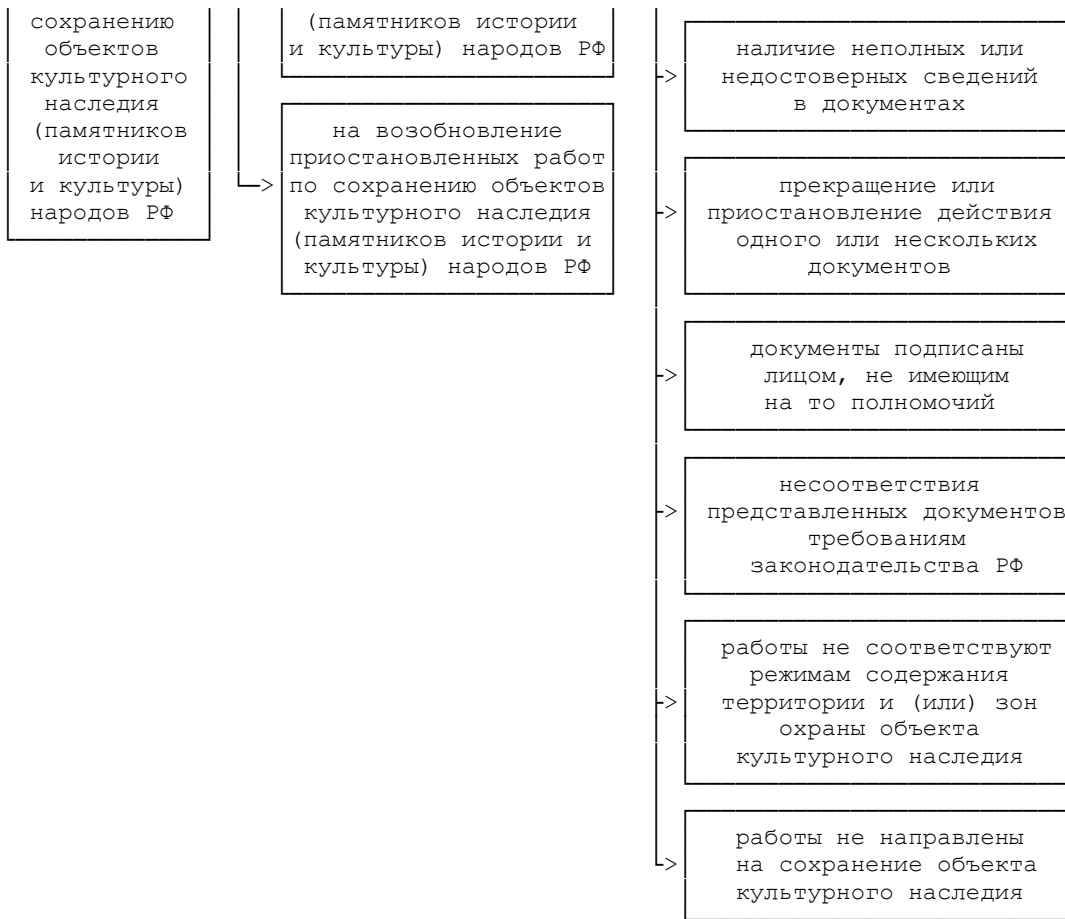 сохранению
объектов
культурного
наследия
(памятников
истории
и культуры)
народов РФ
(памятников истории
и культуры) народов РФ
на возобновление
приостановленных работ
по сохранению объектов
культурного наследия
(памятников истории и
культуры) народов РФ
наличие неполных или
недостоверных сведений
в документах
прекращение или
приостановление действия
одного или нескольких
документов
документы подписаны
лицом, не имеющим
на то полномочий
несоответствия
представленных документов
требованиям
законодательства РФ
работы не соответствуют
режимам содержания
территории и (или) зон
охраны объекта
культурного наследия
работы не направлены
на сохранение объекта
культурного наследия